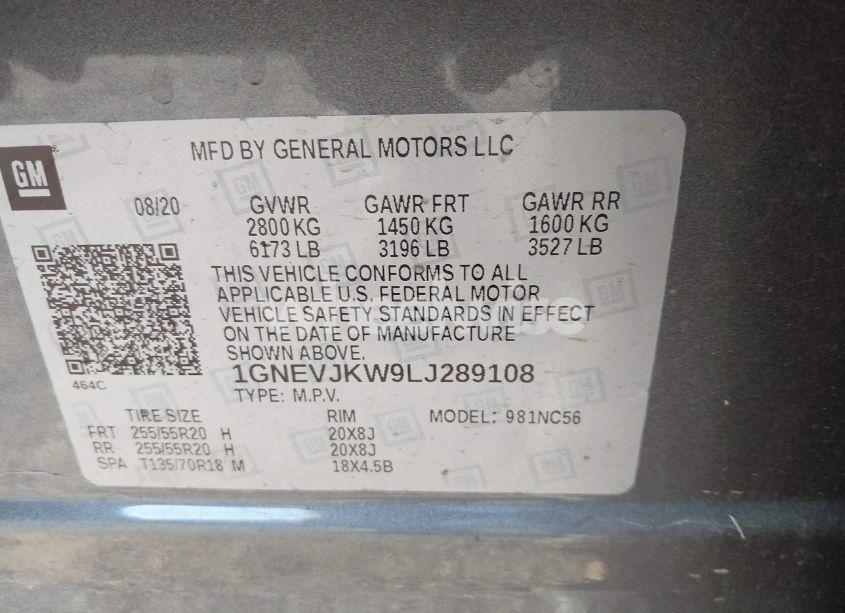 GM
MFD BY GENERAL MOTORS LLC
08/20 GVWR GAWR FRT GAWR RR
2800 KG 1450 KG 1600 KG
6173 LB 3196 LB 3527 LB
THIS VEHICLE CONFORMS TO ALL
APPLICABLE U.S. FEDERAL MOTOR
VEHICLE SAFETY STANDARDS IN EFFECT
ON THE DATE OF MANUFACTURE
SHOWN ABOVE.
464C
1GNEVJKW9LJ289108
TYPE: M.P.V.
TIRE SIZE RIM MODEL: 981NC56
FRT 255/55R20 H 20X8J
RR 255/55R20 H 20X8J
SPA T135/70R18 M 18X4.5B